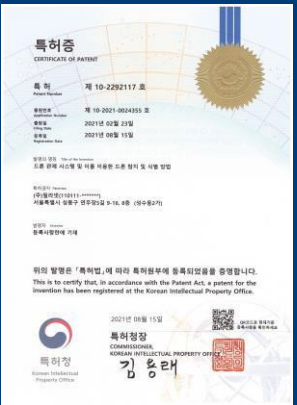 특허증
CERTIFICATE OF PATENT
특 허 제 10-2292117 호
Patent Number
출원번호 제 10-2021-0024355 호
Application Number
출원일 2021년 02월 23일
Filing Date
등록일 2021년 08월 15일
Registration Date
발명의 명칭 Title of the Invention
드론 관제 시스템 및 이를 이용한 드론 탐지 및 식별 방법
특허권자 Patentee
서울특별시 성동구 연무장5길 9-16, 8층 (성수동2가)
발명자 Inventor
등록사항란에 기재
위의 발명은 「특허법」에 따라 특허원부에 등록되었음을 증명합니다.
This is to certify that, in accordance with the Patent Act, a patent for the
invention has been registered at the Korean Intellectual Property Office.
2021년 08월 15일
특허청장
COMMISSIONER,
KOREAN INTELLECTUAL PROPERTY OFFICE
김용래
특허청
Korean Intellectual
Property Office